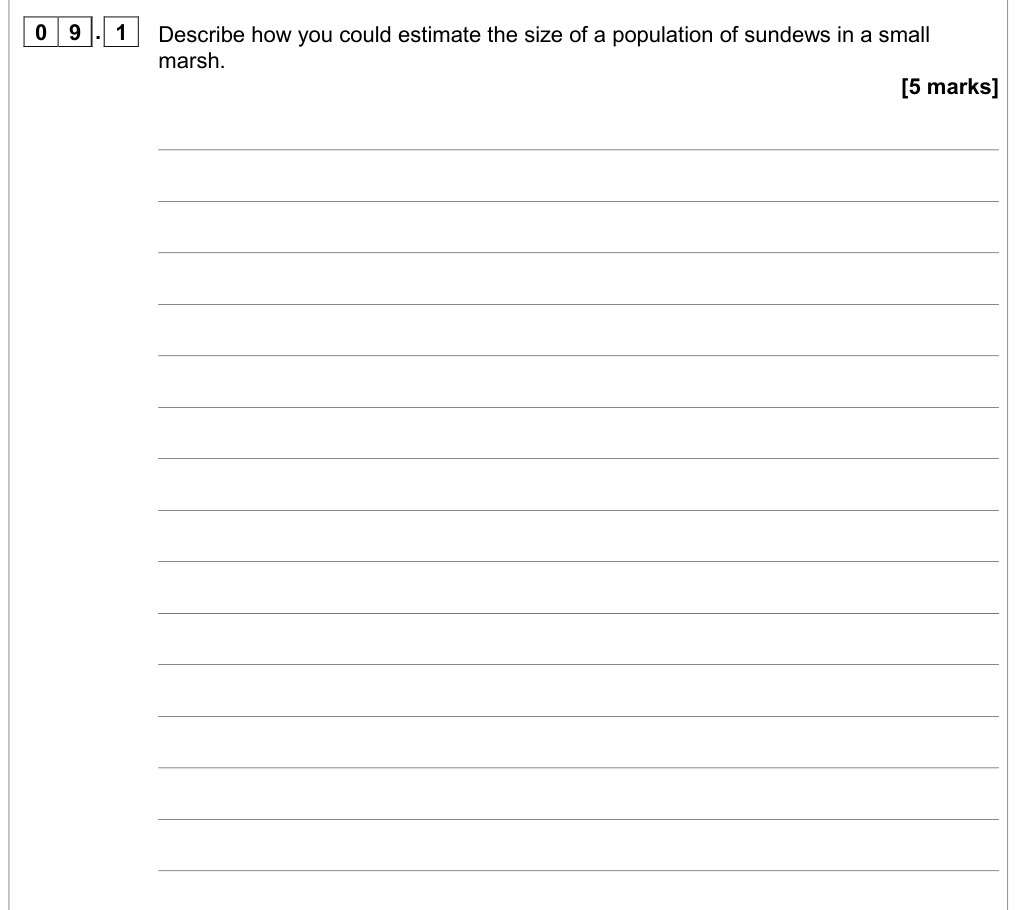 0 9 . 1 Describe how you could estimate the size of a population of sundews in a small
marsh.
[5 marks]